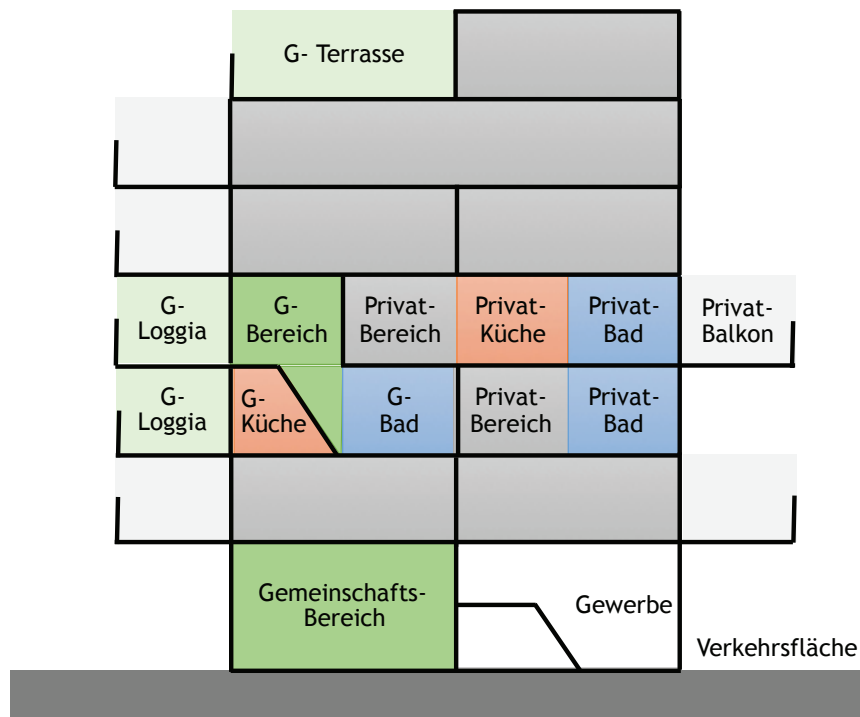 G- Terrasse
G-
Loggia
G-
Bereich
Privat-
Bereich
Privat-
Küche
Privat-
Bad
Privat-
Balkon
G-
Loggia
G-
Küche
G-
Bad
Privat-
Bereich
Privat-
Bad
Gemeinschafts-
Bereich
Gewerbe
Verkehrsfläche